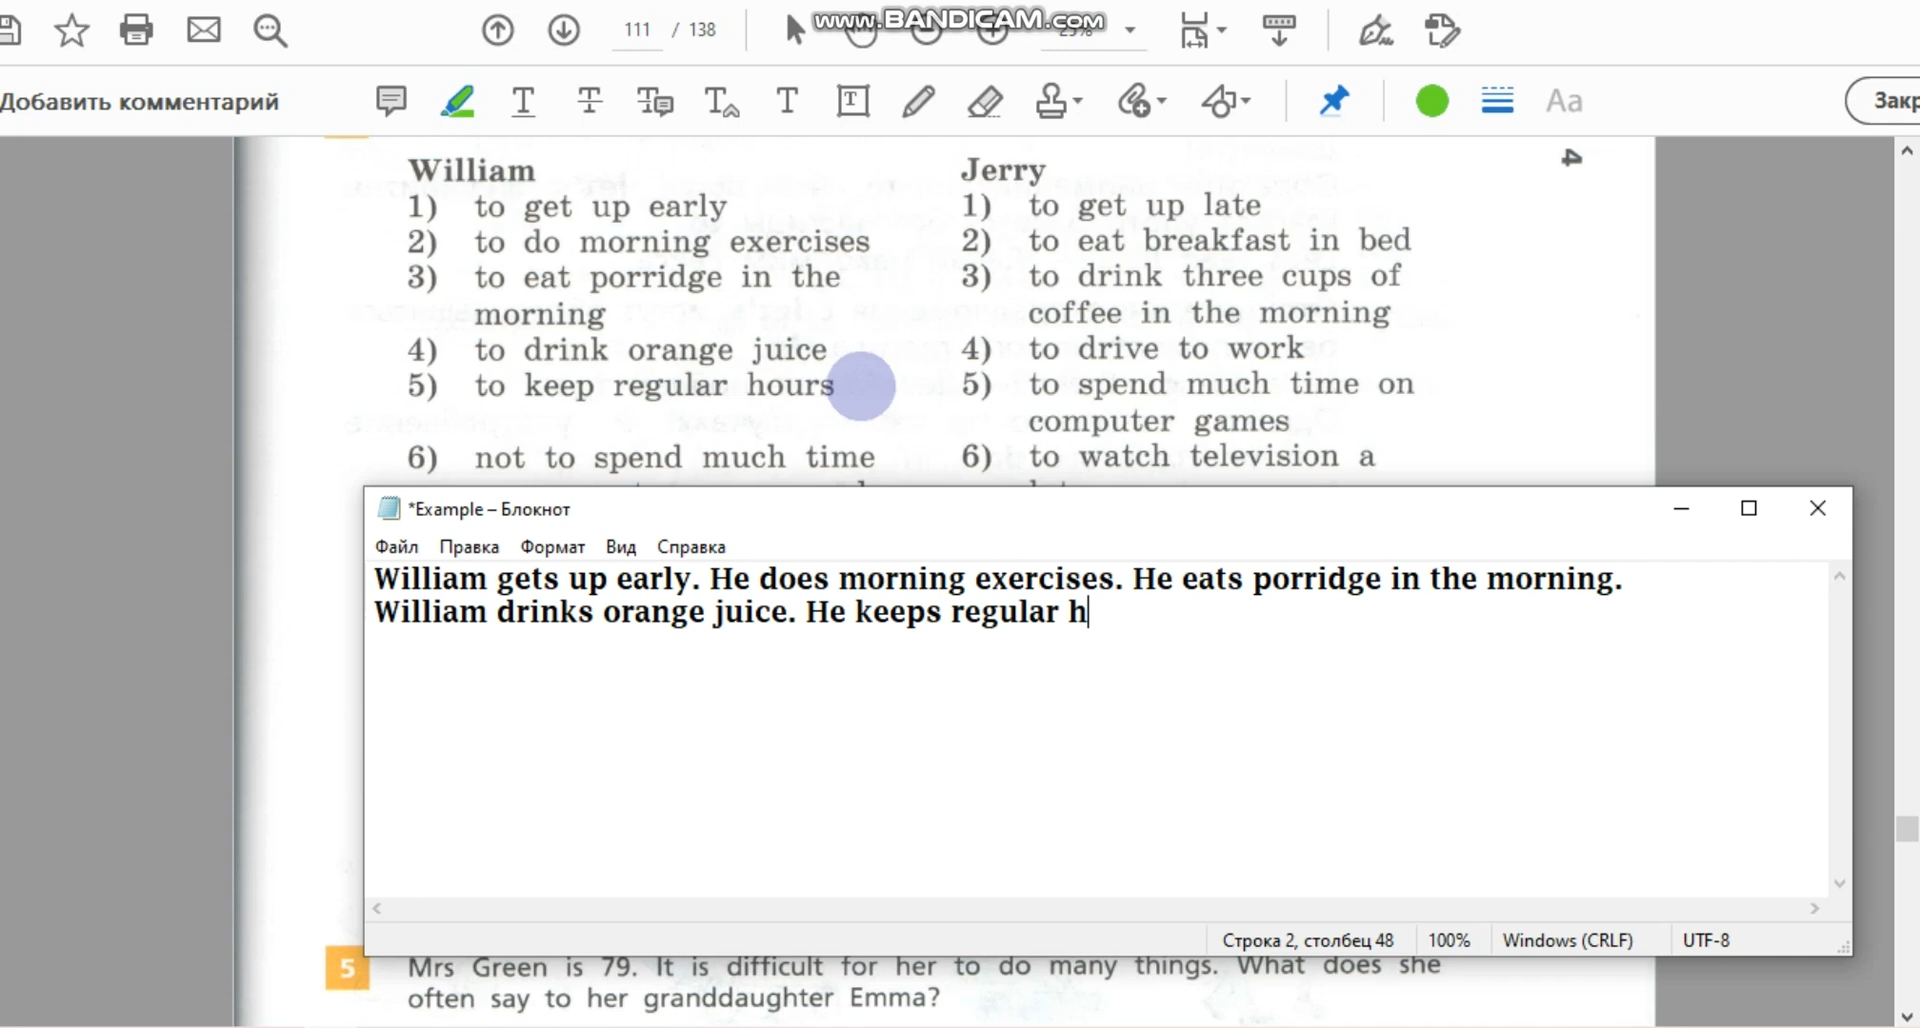 www.BANDICAM.com
111 / 138
25%
Добавить комментарий
Aa
Закр
William
1) to get up early
2) to do morning exercises
3) to eat porridge in the
morning
4) to drink orange juice
5) to keep regular hours
6) not to spend much time
Jerry
1) to get up late
2) to eat breakfast in bed
3) to drink three cups of
coffee in the morning
4) to drive to work
5) to spend much time on
computer games
6) to watch television a
4
*Example – Блокнот
Файл Правка Формат Вид Справка
William gets up early. He does morning exercises. He eats porridge in the morning.
William drinks orange juice. He keeps regular h
Строка 2, столбец 48 100% Windows (CRLF) UTF-8
5 Mrs Green is 79. It is difficult for her to do many things. What does she
often say to her granddaughter Emma?